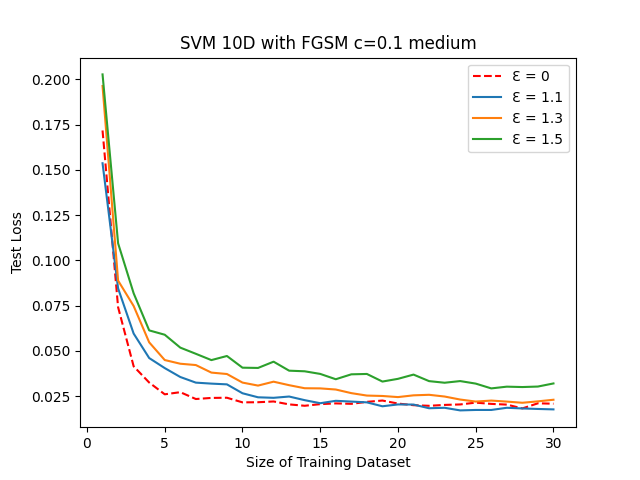 SVM 10D with FGSM c=0.1 medium
Ɛ = 0
Ɛ = 1.1
Ɛ = 1.3
Ɛ = 1.5
0.200
0.175
0.150
0.125
0.100
0.075
0.050
0.025
Test Loss
0 5 10 15 20 25 30
Size of Training Dataset